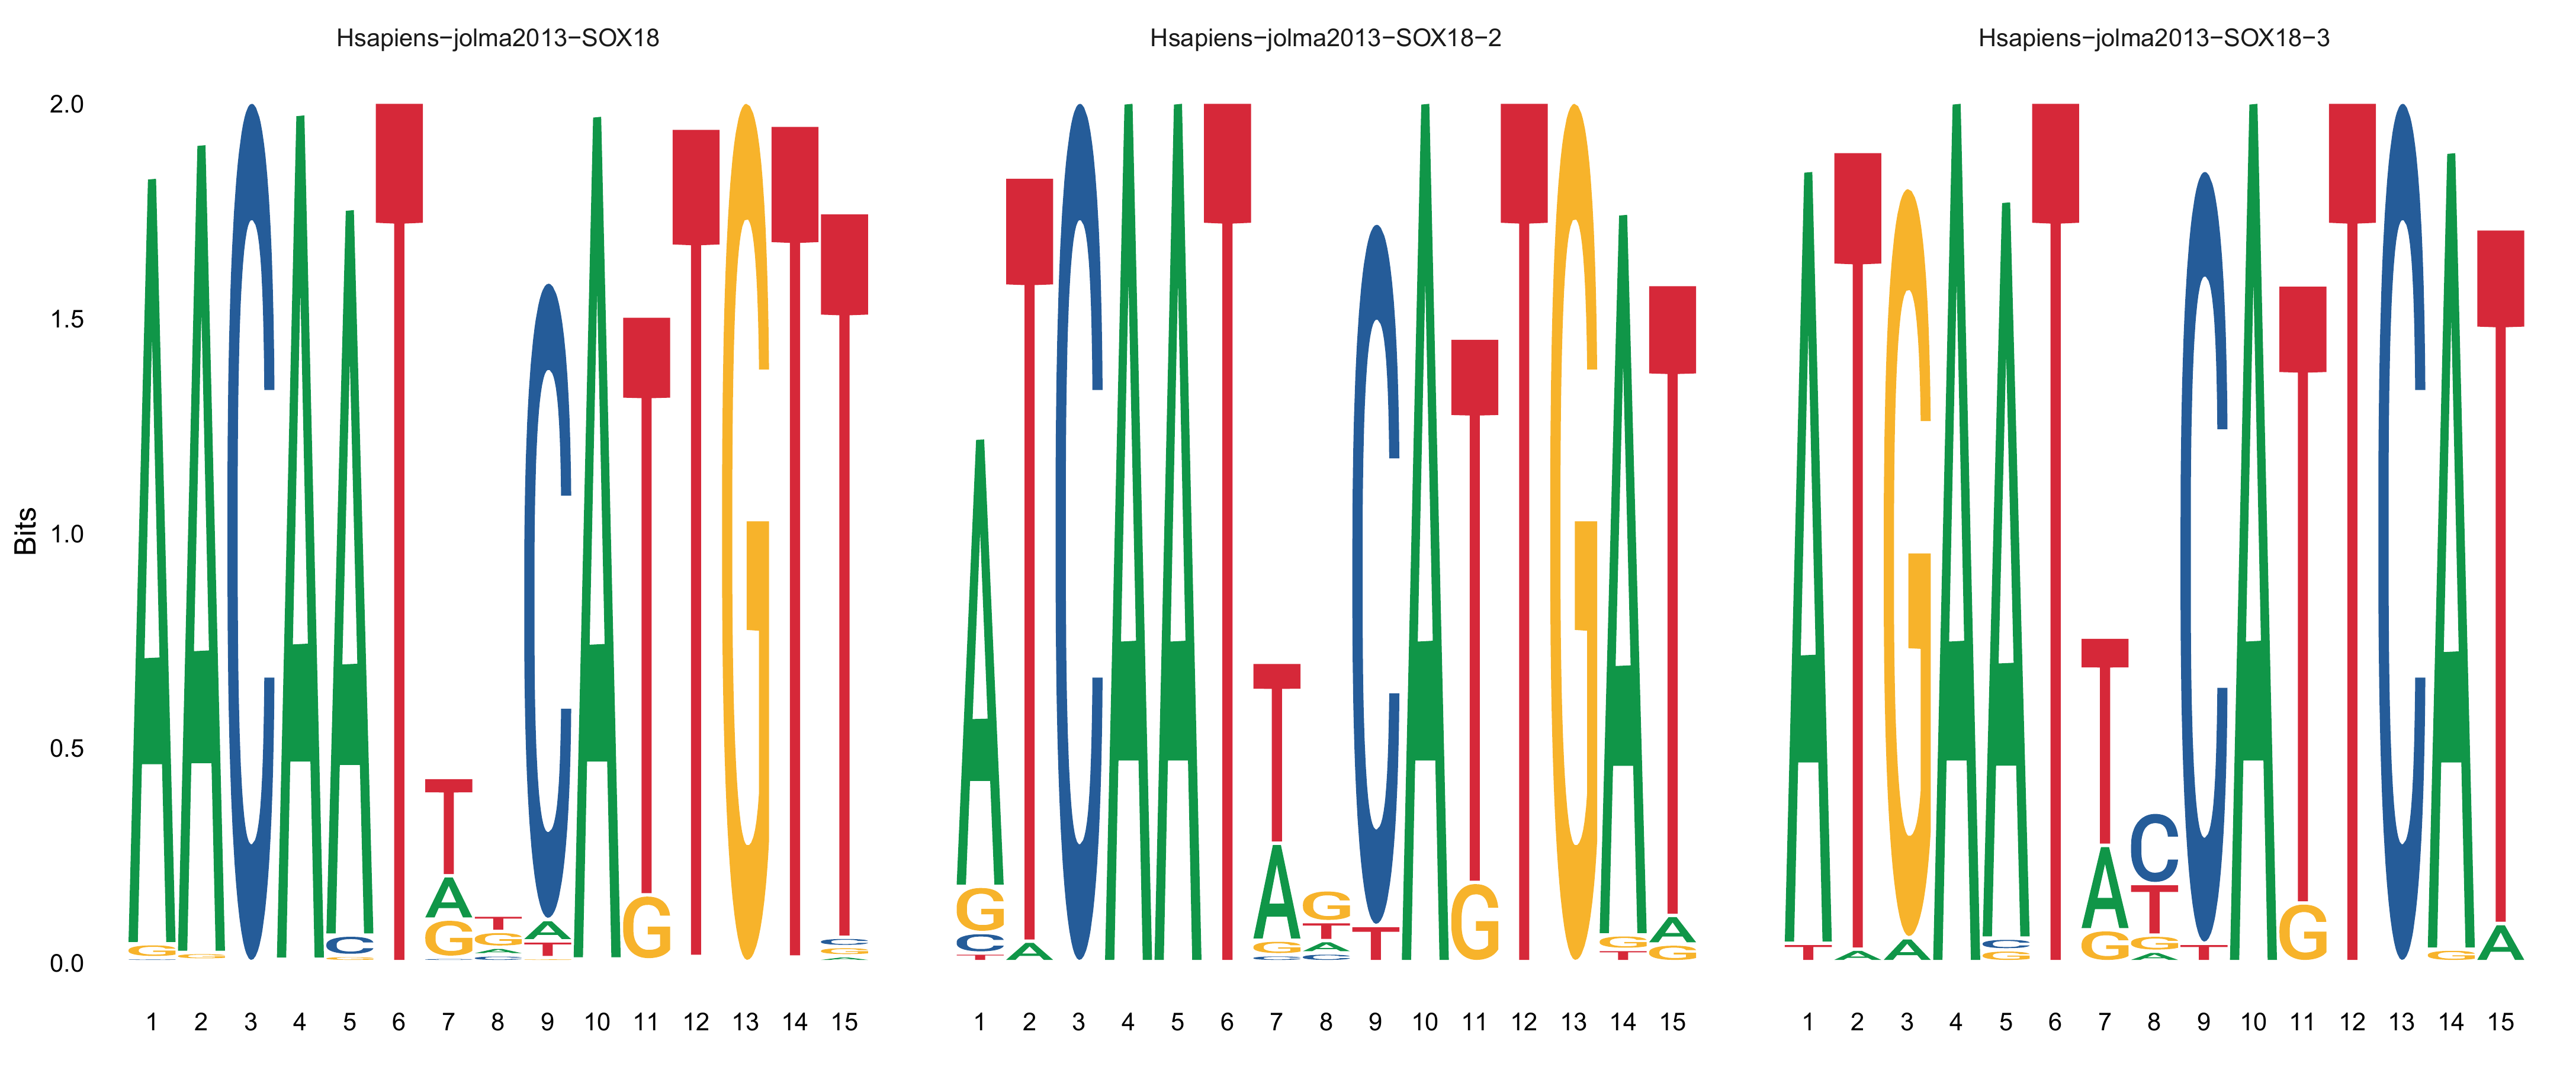 Hsapiens−jolma2013−SOX18 Hsapiens−jolma2013−SOX18−2 Hsapiens−jolma2013−SOX18−3
2.0
1.5
1.0
0.5
0.0
Bits
A A C A A T T T C A T T G T T
A T C A A T T G C A T T G A T
A T G A A T T C C A T T C A T
G G C A G A G A T G C G
G C T A A G C T A C T G G T A G
T A A C G A G T G A T G G A
1 2 3 4 5 6 7 8 9 10 11 12 13 14 15 1 2 3 4 5 6 7 8 9 10 11 12 13 14 15 1 2 3 4 5 6 7 8 9 10 11 12 13 14 15